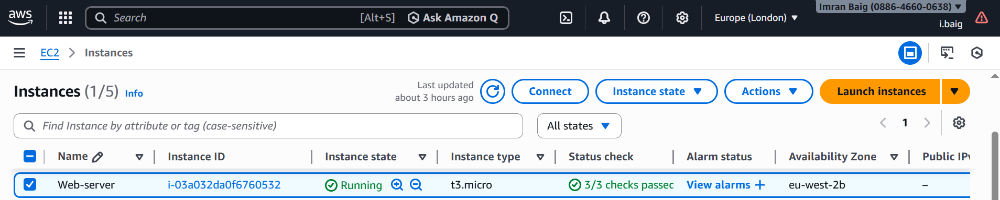 aws
Search [Alt+S] Ask Amazon Q
Europe (London)
Imran Baig (0886-4660-0638)
i.baig
EC2 Instances
Instances (1/5) Info
Last updated
about 3 hours ago
Connect
Instance state
Actions
Launch instances
Find Instance by attribute or tag (case-sensitive)
All states
1
Name Instance ID Instance state Instance type Status check Alarm status Availability Zone Public IPv
Web-server i-03a032da0f6760532 Running t3.micro 3/3 checks passed View alarms + eu-west-2b –